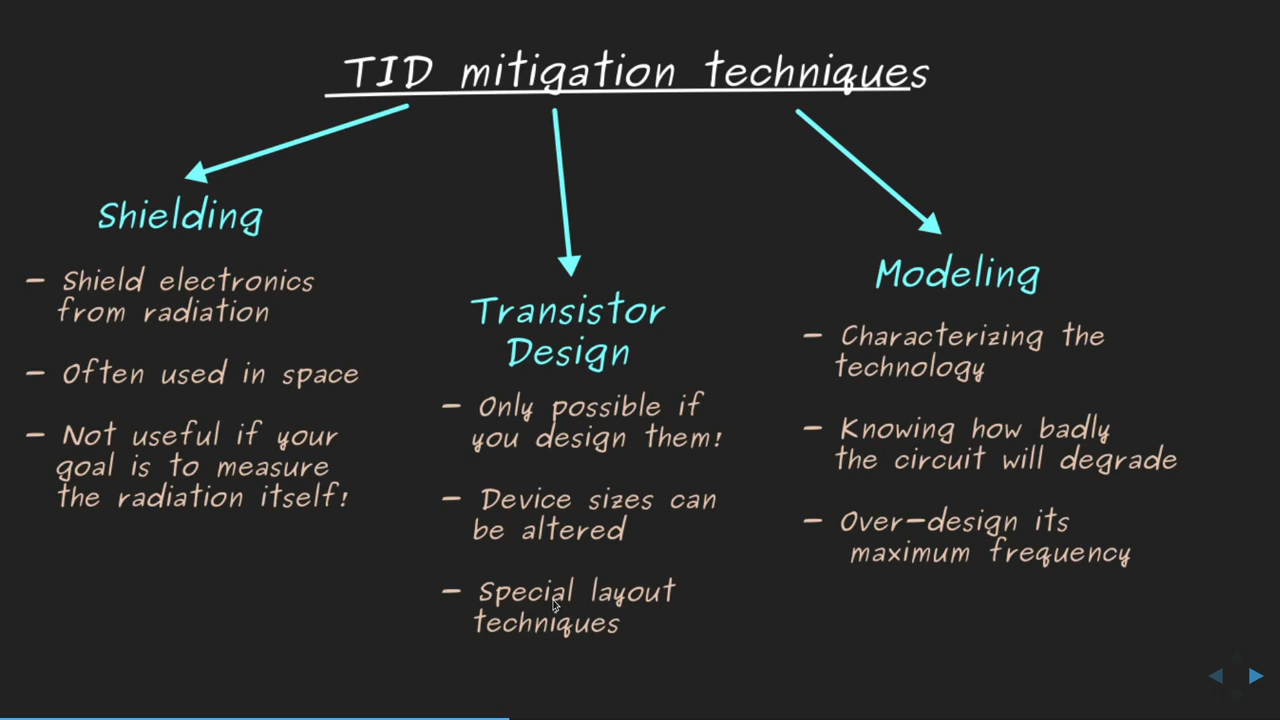 TID mitigation techniques
Shielding
– Shield electronics
from radiation
– Often used in space
– Not useful if your
goal is to measure
the radiation itself!
Transistor
Design
– Only possible if
you design them!
– Device sizes can
be altered
– Special layout
techniques
Modeling
– Characterizing the
technology
– Knowing how badly
the circuit will degrade
– Over-design its
maximum frequency